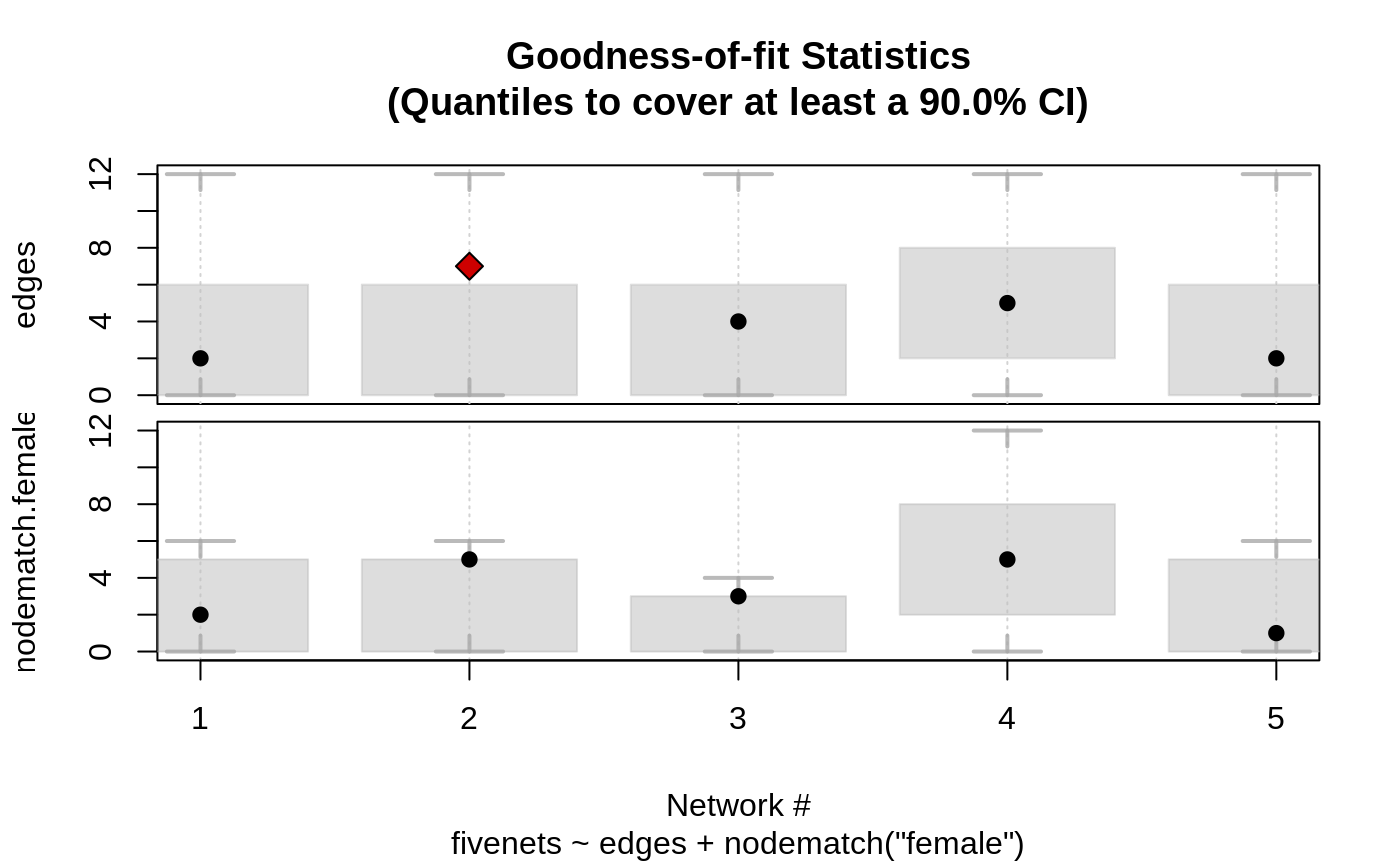 Goodness-of-fit Statistics
(Quantiles to cover at least a 90.0% CI)
edges
12
8
4
0
nodematch.female
12
8
4
0
1 2 3 4 5
Network #
fivenets ~ edges + nodematch("female")